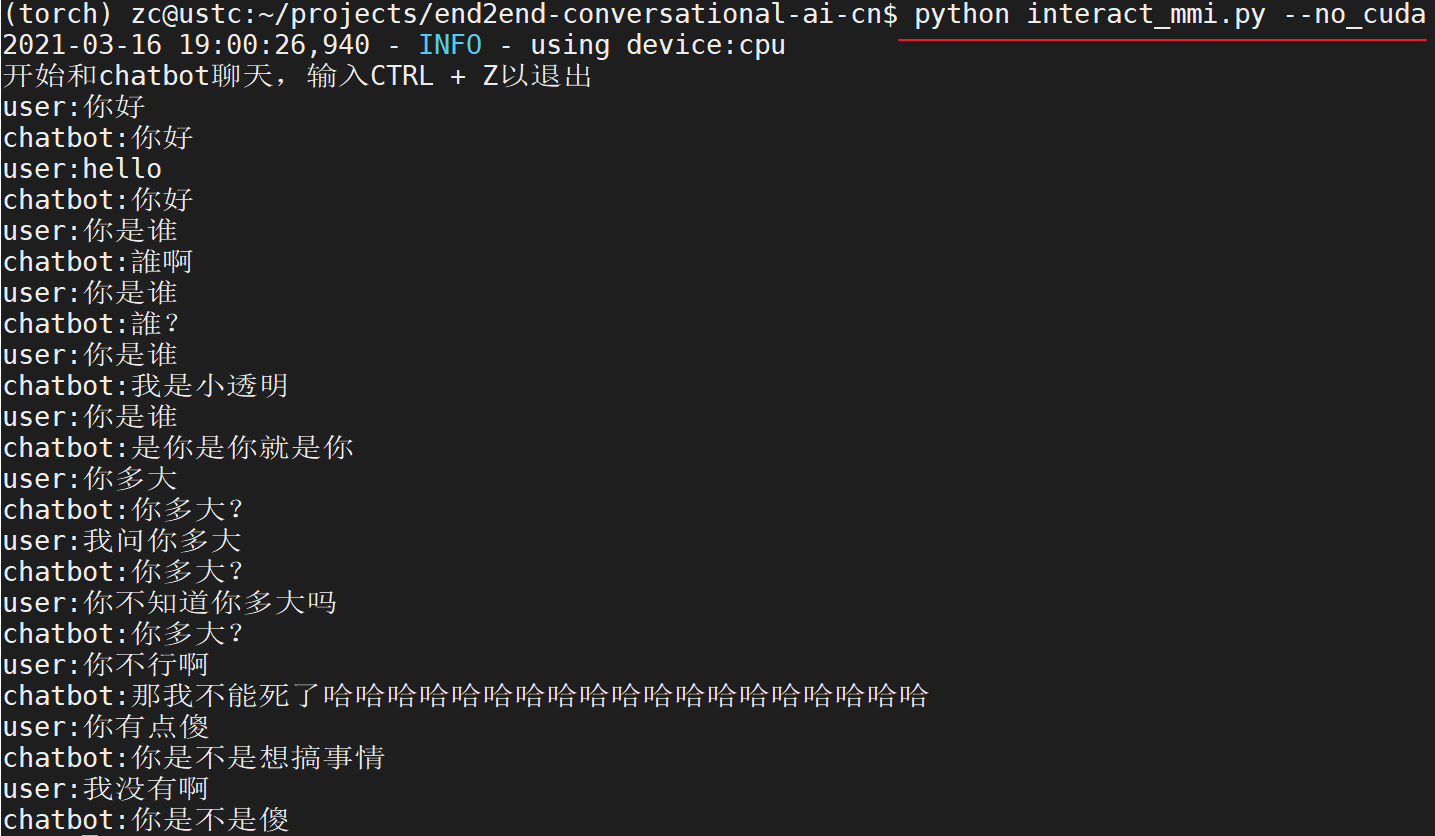 (torch) zc@ustc:~/projects/end2end-conversational-ai-cn$ python interact_mmi.py --no_cuda
2021-03-16 19:00:26,940 - INFO - using device:cpu
开始和chatbot聊天，输入CTRL + Z以退出
user:你好
chatbot:你好
user:hello
chatbot:你好
user:你是谁
chatbot:誰啊
user:你是谁
chatbot:誰？
user:你是谁
chatbot:我是小透明
user:你是谁
chatbot:是你是你就是你
user:你多大
chatbot:你多大？
user:我问你多大
chatbot:你多大？
user:你不知道你多大吗
chatbot:你多大？
user:你不行啊
chatbot:那我不能死了哈哈哈哈哈哈哈哈哈哈哈哈哈哈哈哈哈哈哈
user:你有点傻
chatbot:你是不是想搞事情
user:我没有啊
chatbot:你是不是傻